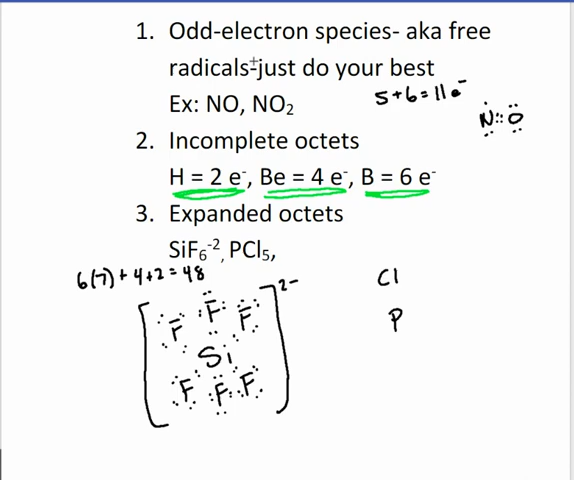 1. Odd-electron species- aka free
radicals-just do your best
5+6=11e⁻
Ex: NO, NO₂
N::O
2. Incomplete octets
H = 2 e⁻, Be = 4 e⁻, B = 6 e⁻
3. Expanded octets
SiF₆⁻², PCl₅,
6(7)+4+2=48
2-
Cl
F F F
P
Si
F F F